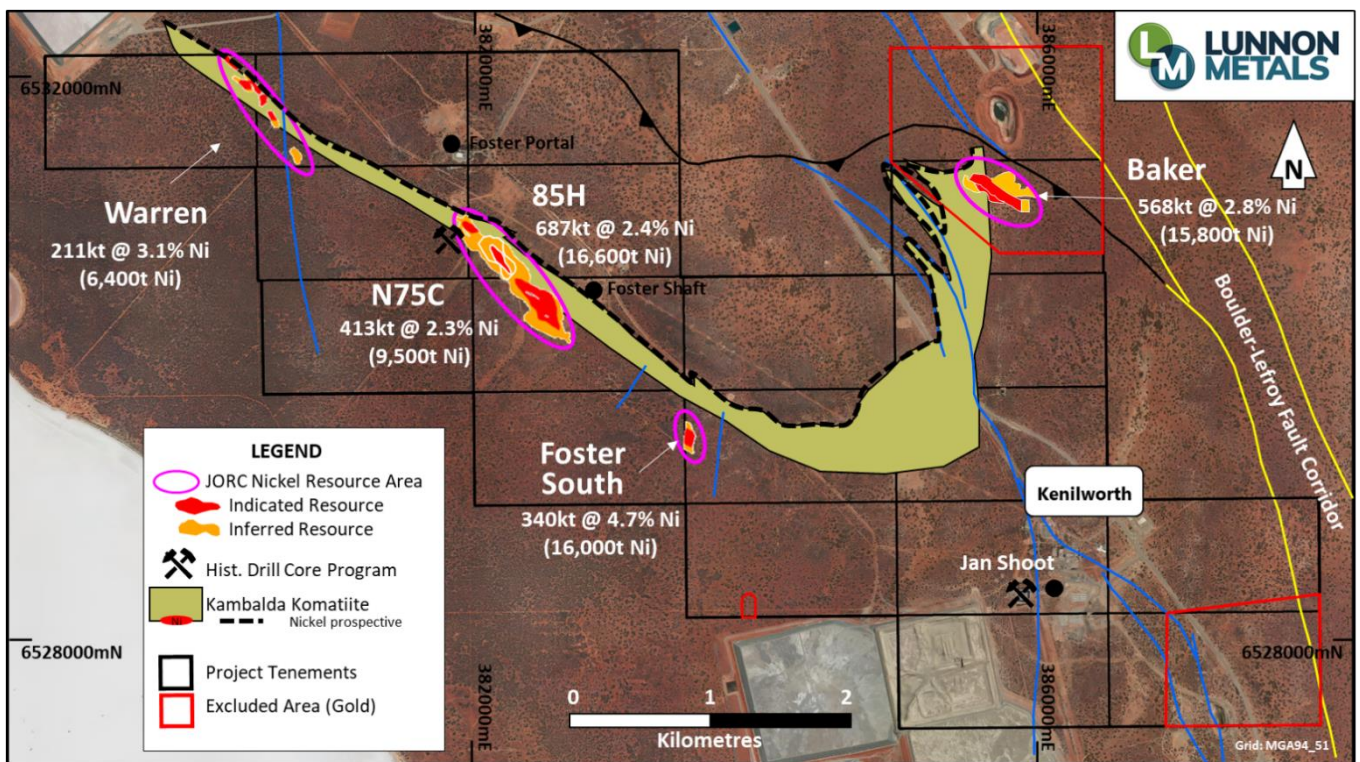 LM LUNNON
METALS
382000mE
386000mE
6532000mN
N
Foster Portal
Warren
211kt @ 3.1% Ni
(6,400t Ni)
85H
687kt @ 2.4% Ni
(16,600t Ni)
Baker
568kt @ 2.8% Ni
(15,800t Ni)
N75C
413kt @ 2.3% Ni
(9,500t Ni)
Foster Shaft
Boulder-Lefroy Fault Corridor
Foster
South
340kt @ 4.7% Ni
(16,000t Ni)
Kenilworth
Jan Shoot
LEGEND
JORC Nickel Resource Area
Indicated Resource
Inferred Resource
Hist. Drill Core Program
Kambalda Komatiite
Ni Nickel prospective
Project Tenements
Excluded Area (Gold)
6528000mN
6528000mN
382000mE
386000mE
0 1 2
Kilometres
Grid: MGA94_51